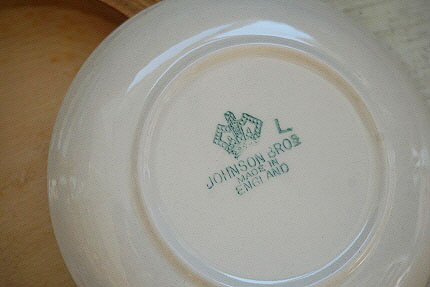 L.
JOHNSON BROS
MADE IN
ENGLAND